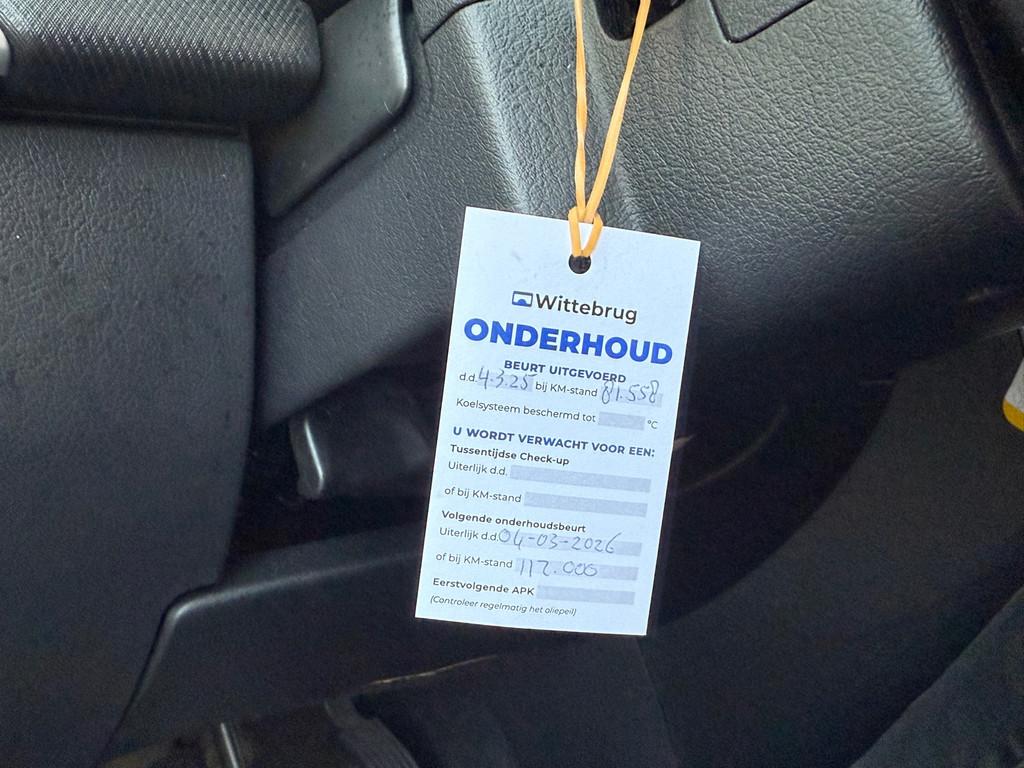 Wittebrug
ONDERHOUD
BEURT UITGEVOERD
d.d. 4.3.25 bij KM-stand 81.558
Koelsysteem beschermd tot °C
U WORDT VERWACHT VOOR EEN:
Tussentijdse Check-up
Uiterlijk d.d.
of bij KM-stand
Volgende onderhoudsbeurt
Uiterlijk d.d. 04-03-2026
of bij KM-stand 112.000
Eerstvolgende APK
(Controleer regelmatig het oliepeil)